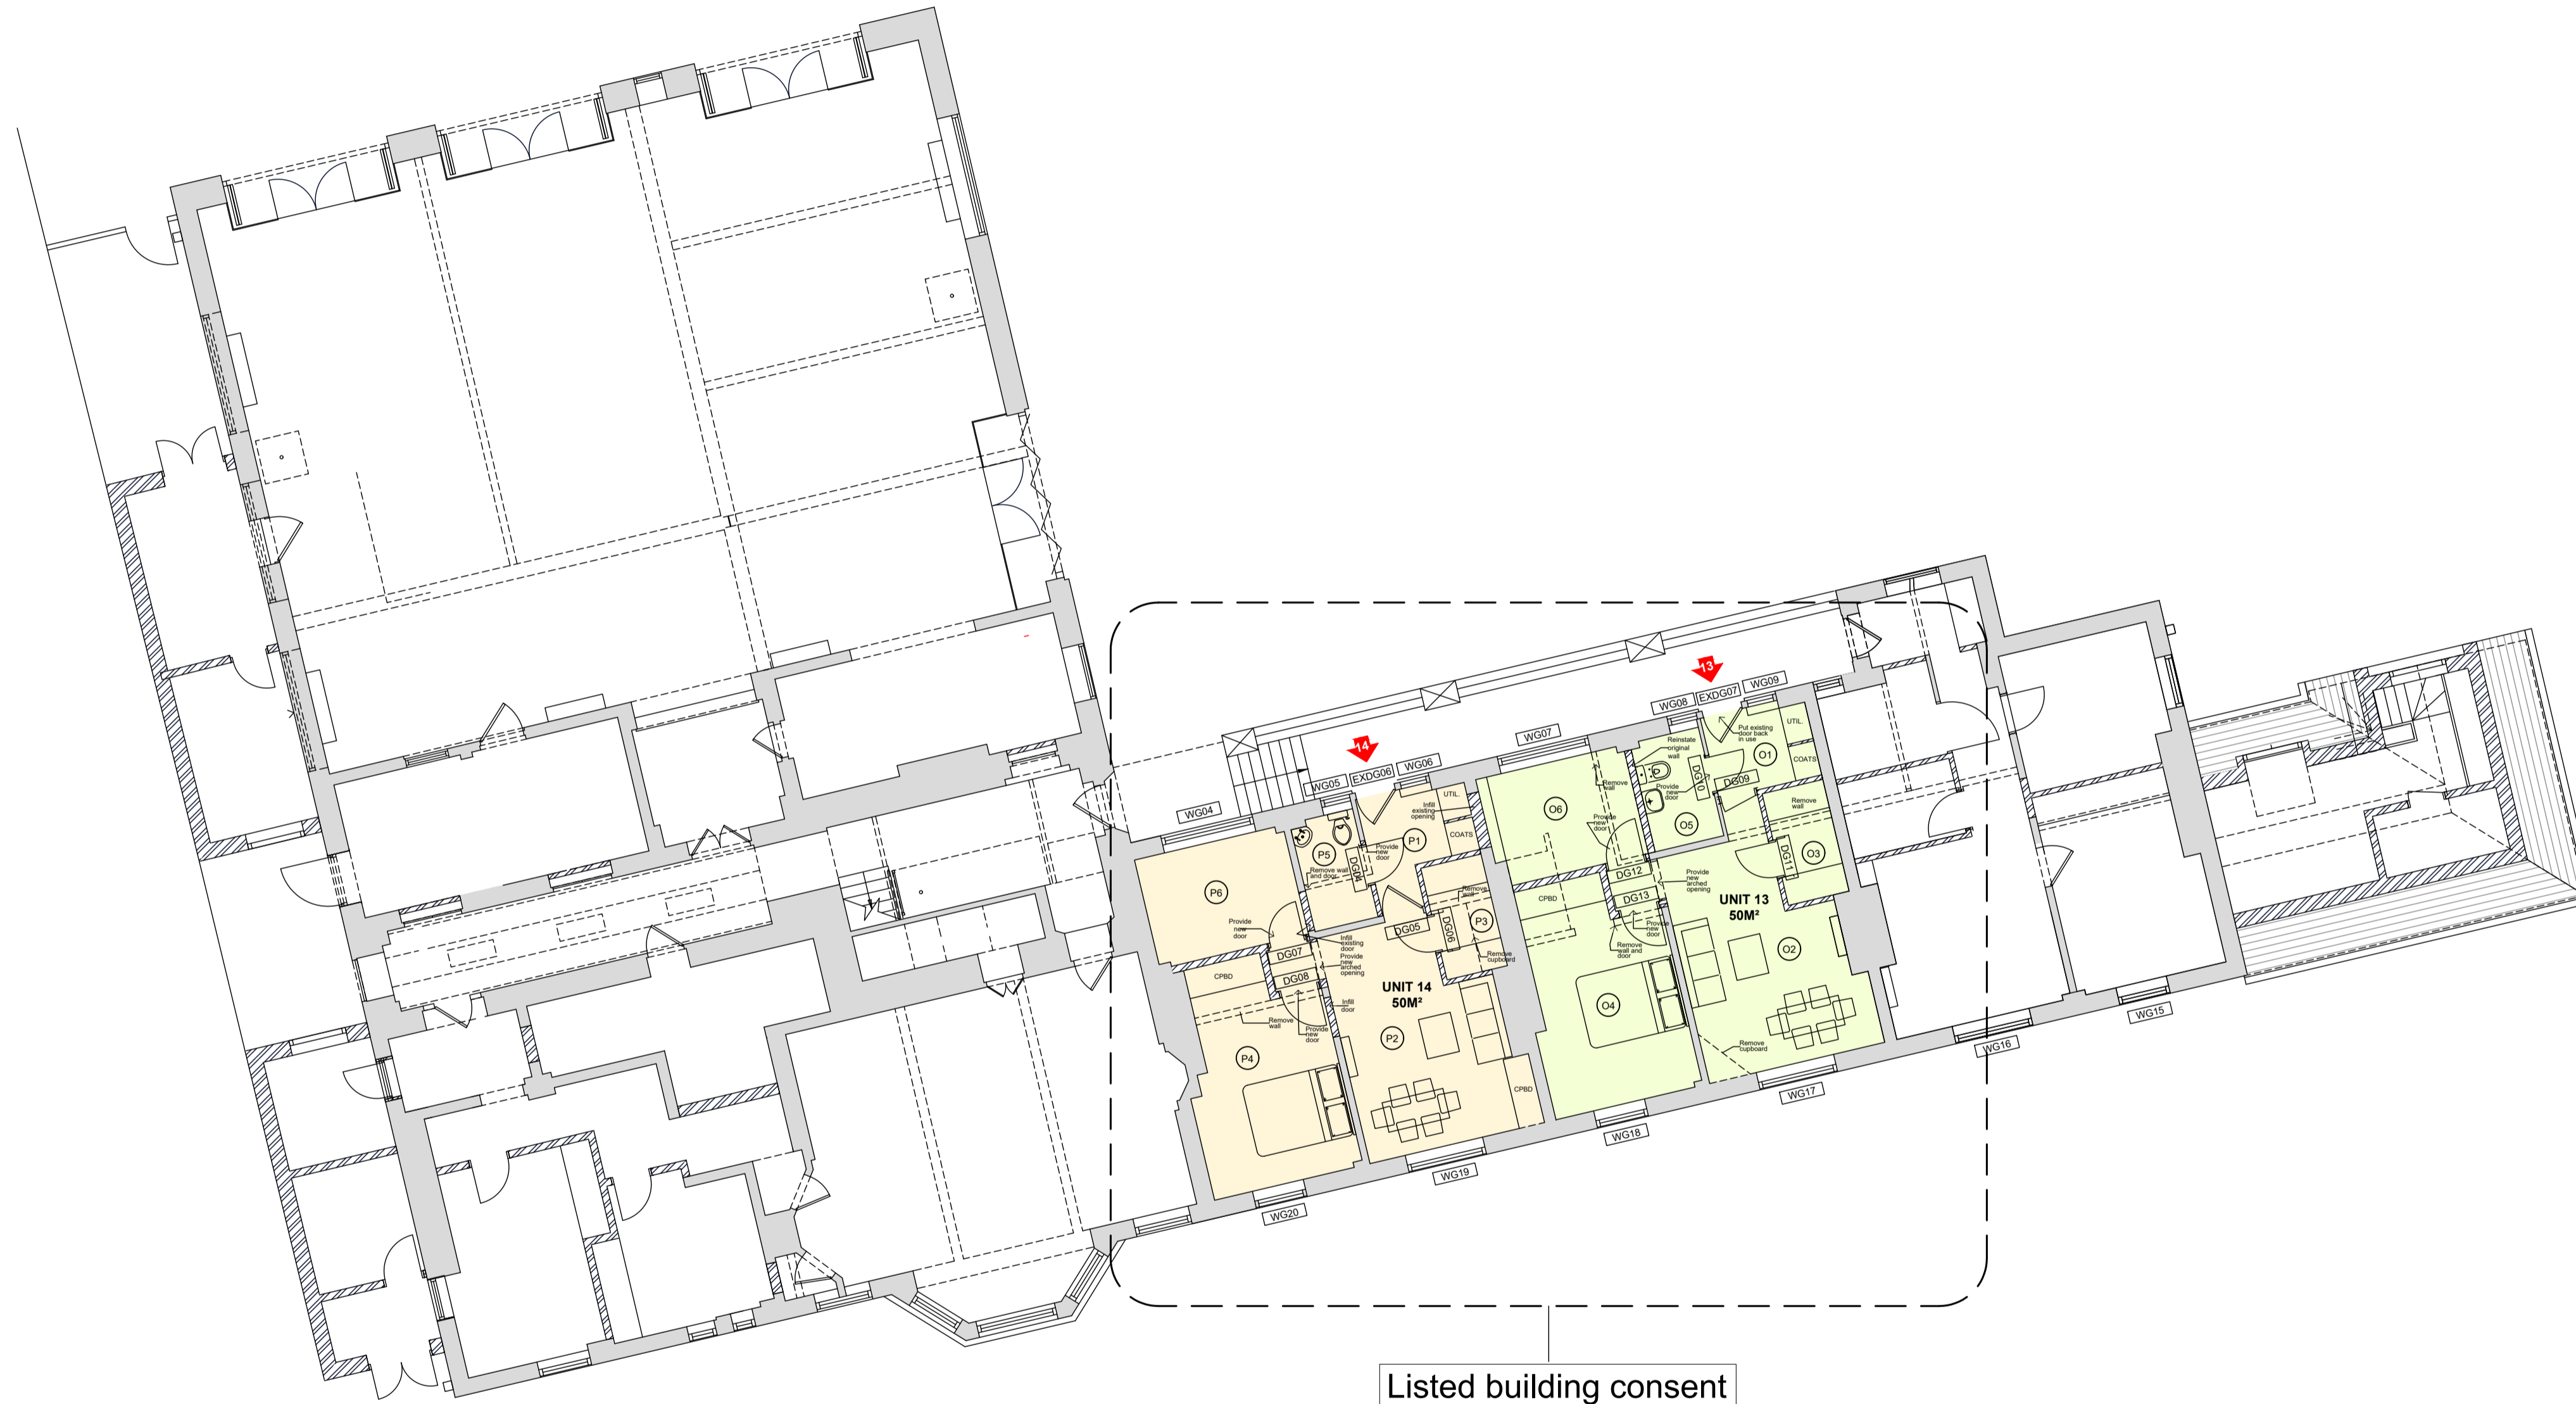 13
WG09
EXDG07
WG08
14
WG07
WG06
EXDG06
WG05
WG04
Put existing
door back
in use
UTIL.
O1
COATS
Reinstate
original
wall
DG10
DG09
Provide
new
door
O5
Remove
wall
O6
Remove
wall
Provide
new
door
DG11
O3
DG12
DG13
Provide
new
arched
opening
CPBD
Provide
new
door
Remove
wall and
door
UNIT 13
50M²
O2
O4
Remove
cupboard
UTIL.
Infill
existing
opening
COATS
P1
Provide
new
door
P5
DG04
Remove wall
and door
P6
Remove
wall
P3
DG06
DG05
Remove
cupboard
Provide
new
door
Infill
existing
door
Provide
new
arched
opening
DG07
DG08
CPBD
UNIT 14
50M²
Infill
door
Remove
wall
Provide
new
door
P2
P4
CPBD
WG15
WG16
WG17
WG18
WG19
WG20
Listed building consent